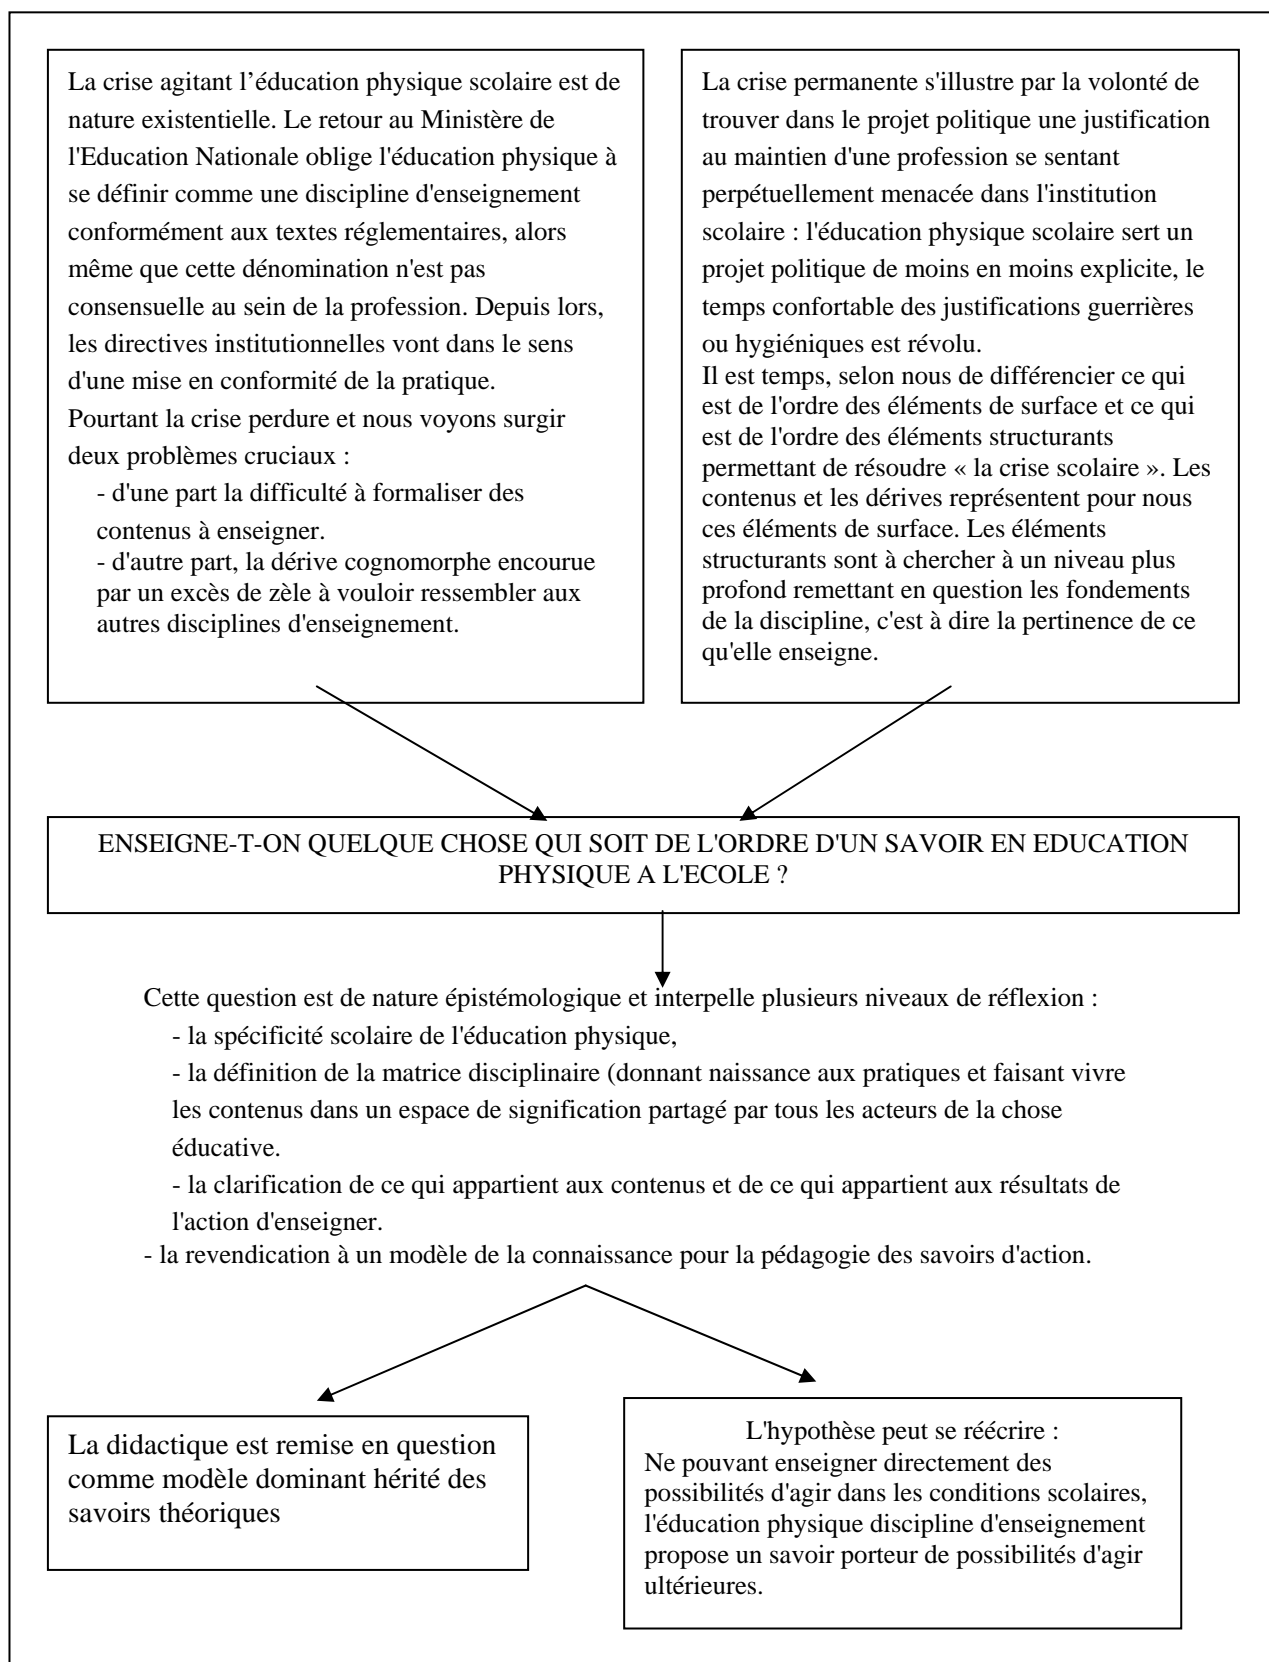 La crise agitant l’éducation physique scolaire est de
nature existentielle. Le retour au Ministère de
l'Education Nationale oblige l'éducation physique à
se définir comme une discipline d'enseignement
conformément aux textes réglementaires, alors
même que cette dénomination n'est pas
consensuelle au sein de la profession. Depuis lors,
les directives institutionnelles vont dans le sens
d'une mise en conformité de la pratique.
Pourtant la crise perdure et nous voyons surgir
deux problèmes cruciaux :
- d'une part la difficulté à formaliser des
contenus à enseigner.
- d'autre part, la dérive cognomorphe encourue
par un excès de zèle à vouloir ressembler aux
autres disciplines d'enseignement.
La crise permanente s'illustre par la volonté de
trouver dans le projet politique une justification
au maintien d'une profession se sentant
perpétuellement menacée dans l'institution
scolaire : l'éducation physique scolaire sert un
projet politique de moins en moins explicite, le
temps confortable des justifications guerrières
ou hygiéniques est révolu.
Il est temps, selon nous de différencier ce qui
est de l'ordre des éléments de surface et ce qui
est de l'ordre des éléments structurants
permettant de résoudre « la crise scolaire ». Les
contenus et les dérives représentent pour nous
ces éléments de surface. Les éléments
structurants sont à chercher à un niveau plus
profond remettant en question les fondements
de la discipline, c'est à dire la pertinence de ce
qu'elle enseigne.
ENSEIGNE-T-ON QUELQUE CHOSE QUI SOIT DE L'ORDRE D'UN SAVOIR EN EDUCATION
PHYSIQUE A L'ECOLE ?
Cette question est de nature épistémologique et interpelle plusieurs niveaux de réflexion :
- la spécificité scolaire de l'éducation physique,
- la définition de la matrice disciplinaire (donnant naissance aux pratiques et faisant vivre
les contenus dans un espace de signification partagé par tous les acteurs de la chose
éducative.
- la clarification de ce qui appartient aux contenus et de ce qui appartient aux résultats de
l'action d'enseigner.
- la revendication à un modèle de la connaissance pour la pédagogie des savoirs d'action.
La didactique est remise en question
comme modèle dominant hérité des
savoirs théoriques
L'hypothèse peut se réécrire :
Ne pouvant enseigner directement des
possibilités d'agir dans les conditions scolaires,
l'éducation physique discipline d'enseignement
propose un savoir porteur de possibilités d'agir
ultérieures.